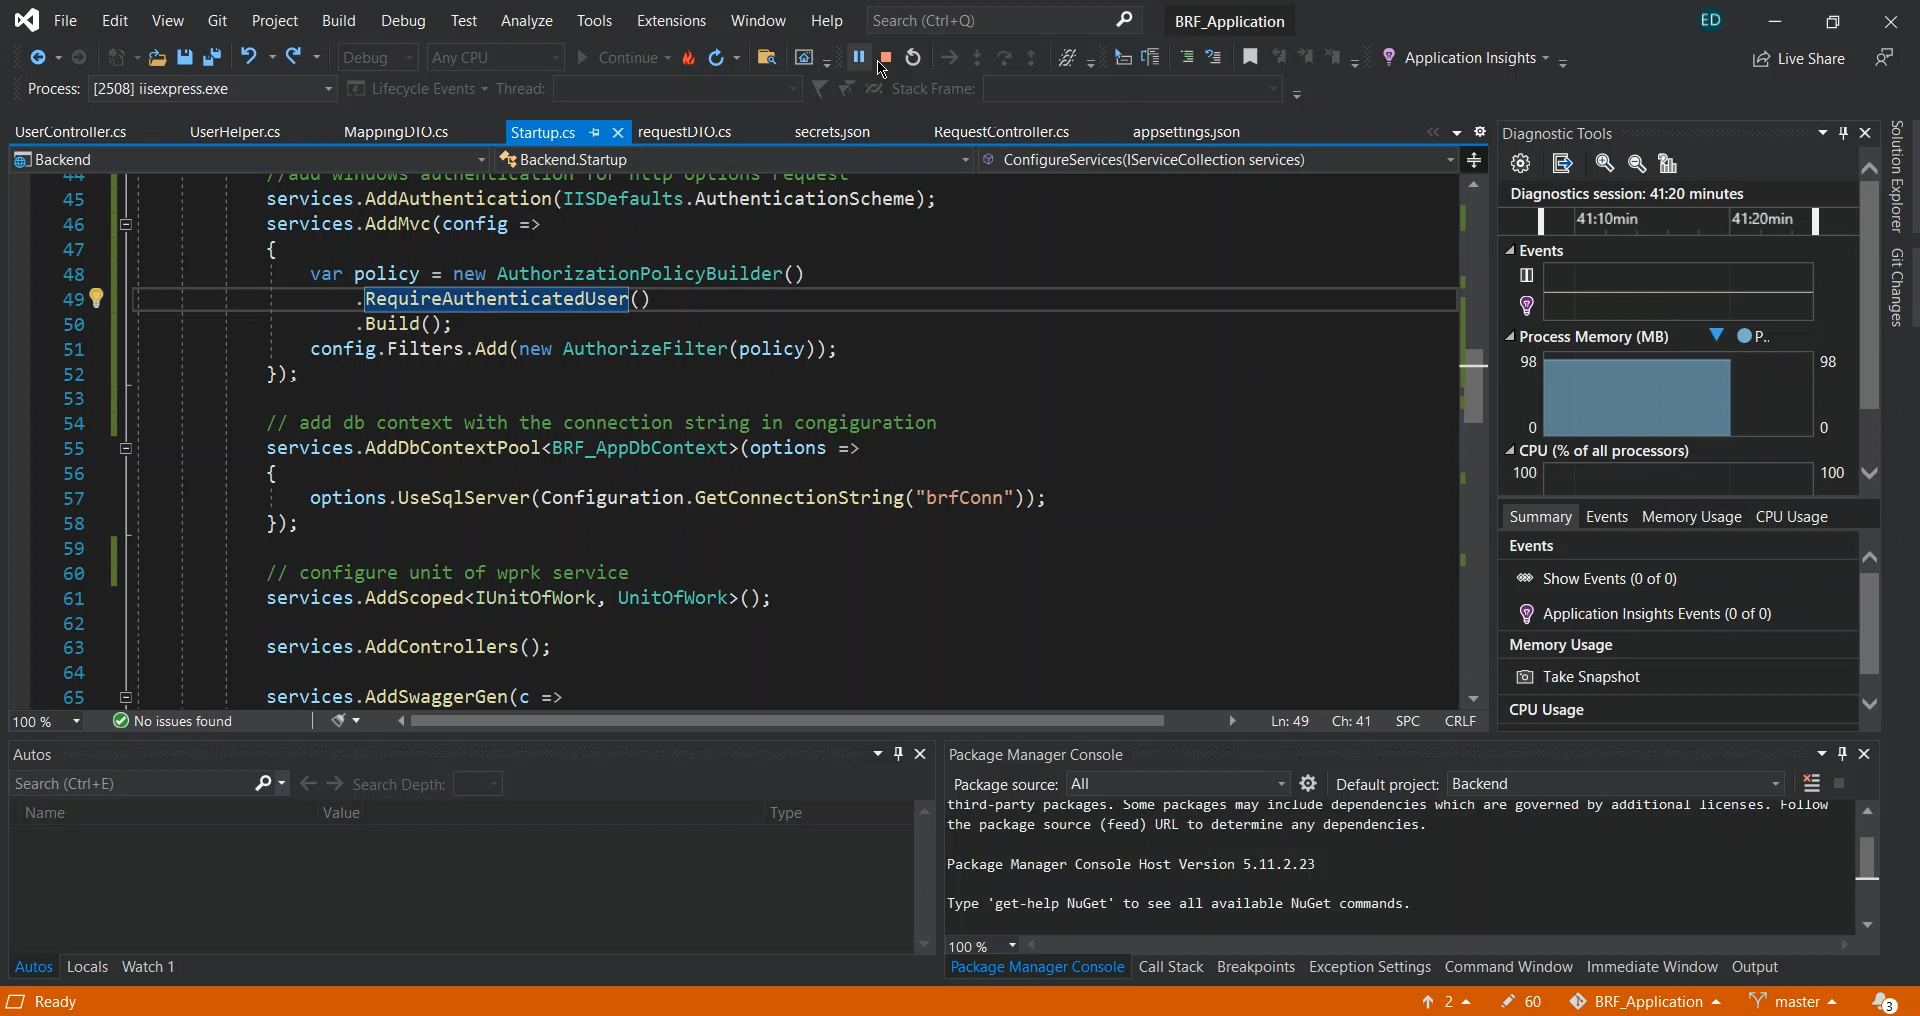 File Edit View Git Project Build Debug Test Analyze Tools Extensions Window Help Search (Ctrl+Q) BRF_Application ED
Debug Any CPU Continue Application Insights Live Share
Process: [2508] iisexpress.exe Lifecycle Events Thread: Stack Frame:
UserController.cs UserHelper.cs MappingDTO.cs Startup.cs requestDTO.cs secrets.json RequestController.cs appsettings.json
Backend Backend.Startup ConfigureServices(IServiceCollection services)
44 //add windows authentication for http options request
45 services.AddAuthentication(IISDefaults.AuthenticationScheme);
46 services.AddMvc(config =>
47 {
48 var policy = new AuthorizationPolicyBuilder()
49 .RequireAuthenticatedUser()
50 .Build();
51 config.Filters.Add(new AuthorizeFilter(policy));
52 });
53
54 // add db context with the connection string in congiguration
55 services.AddDbContextPool<BRF_AppDbContext>(options =>
56 {
57 options.UseSqlServer(Configuration.GetConnectionString("brfConn"));
58 });
59
60 // configure unit of wprk service
61 services.AddScoped<IUnitOfWork, UnitOfWork>();
62
63 services.AddControllers();
64
65 services.AddSwaggerGen(c =>
100 % No issues found Ln: 49 Ch: 41 SPC CRLF
Diagnostic Tools
Diagnostics session: 41:20 minutes
41:10min 41:20min
Events
Process Memory (MB) P..
98 98
0 0
CPU (% of all processors)
100 100
Summary Events Memory Usage CPU Usage
Events
Show Events (0 of 0)
Application Insights Events (0 of 0)
Memory Usage
Take Snapshot
CPU Usage
Solution Explorer
Git Changes
Autos
Search (Ctrl+E) Search Depth:
Name Value Type
Autos Locals Watch 1
Package Manager Console
Package source: All Default project: Backend
third-party packages. Some packages may include dependencies which are governed by additional licenses. Follow
the package source (feed) URL to determine any dependencies.
Package Manager Console Host Version 5.11.2.23
Type 'get-help NuGet' to see all available NuGet commands.
100 %
Package Manager Console Call Stack Breakpoints Exception Settings Command Window Immediate Window Output
Ready 2 60 BRF_Application master 3